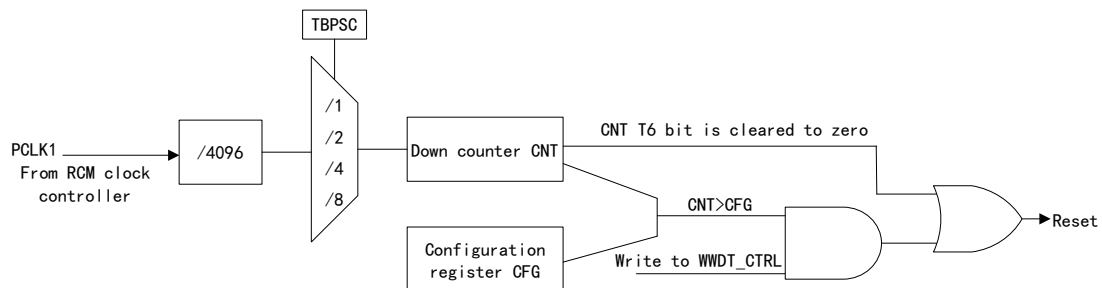 TBPSC
/1
/2
/4
/8
PCLK1
From RCM clock
controller
/4096
Down counter CNT
CNT T6 bit is cleared to zero
CNT>CFG
Configuration
register CFG
Write to WWDT_CTRL
Reset